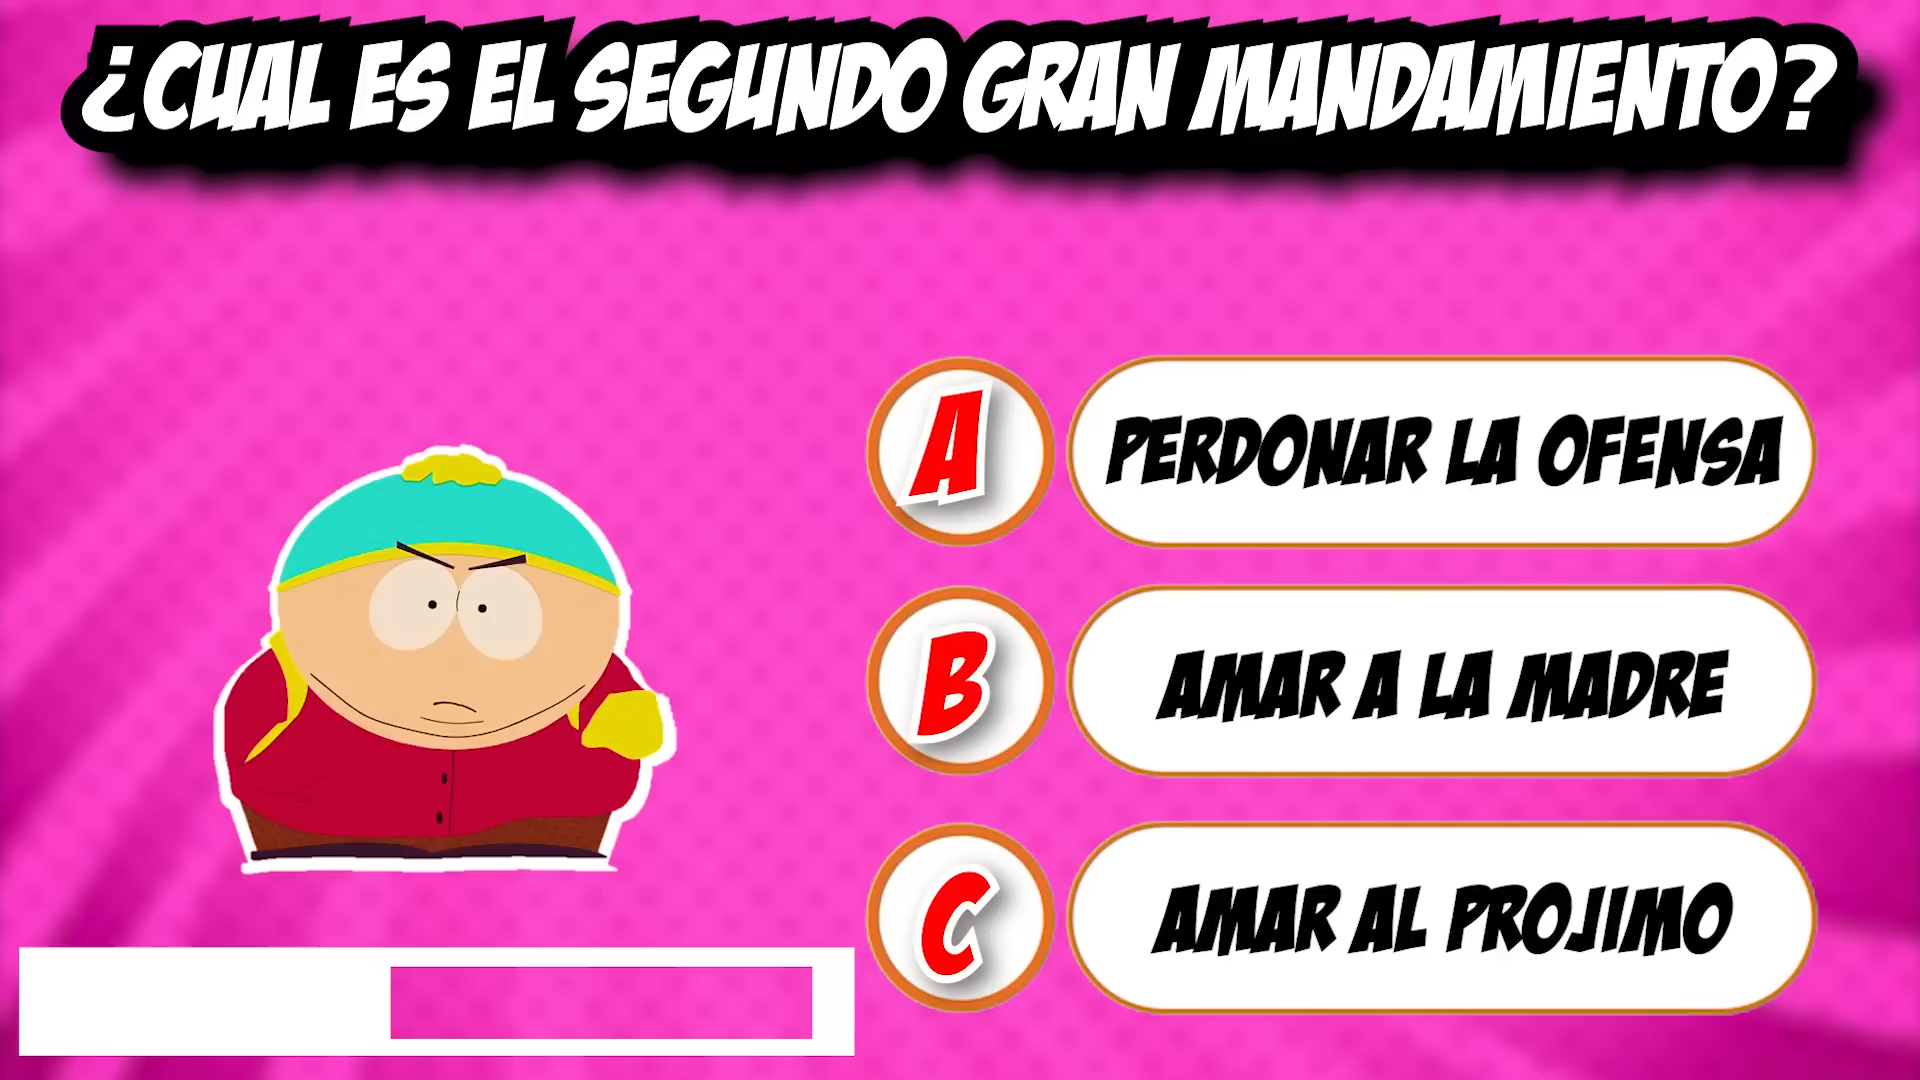 ¿CUAL ES EL SEGUNDO GRAN MANDAMIENTO?
A PERDONAR LA OFENSA
B AMAR A LA MADRE
C AMAR AL PROJIMO